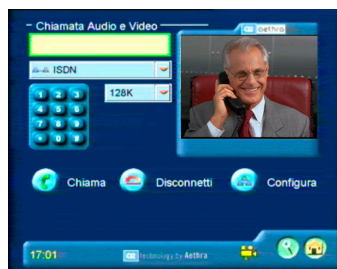 Chiamata Audio e Video
aethra
ISDN
128K
1 2 3
4 5 6
7 8 9
* 0 #
Chiama
Disconnetti
Configura
17:01
technology by Aethra